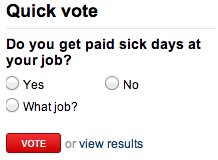 Quick vote
Do you get paid sick days at
your job?
Yes No
What job?
VOTE or view results